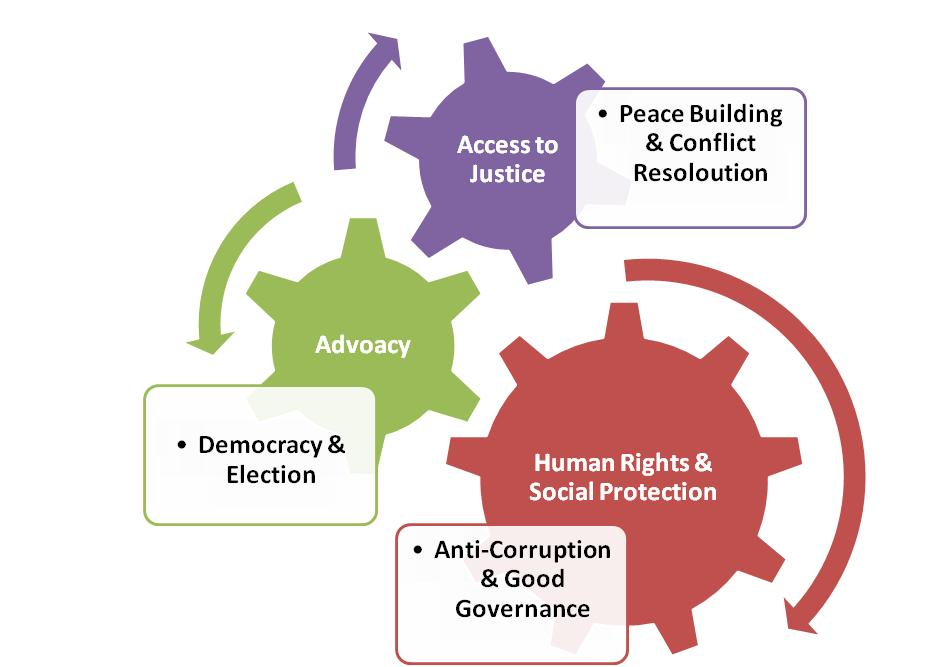 Access to
Justice
• Peace Building
& Conflict
Resoloution
Advoacy
• Democracy &
Election
Human Rights &
Social Protection
• Anti-Corruption
& Good
Governance